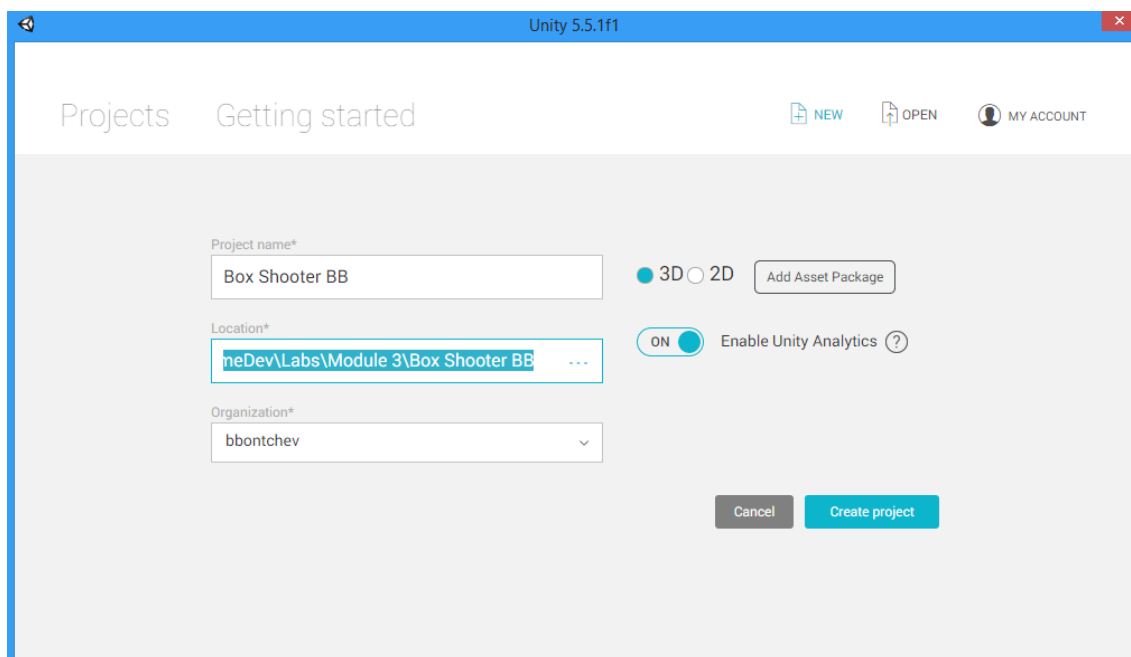 Unity 5.5.1f1
Projects Getting started NEW OPEN MY ACCOUNT
Project name*
Box Shooter BB
3D 2D Add Asset Package
Location*
neDev\Labs\Module 3\Box Shooter BB ...
ON Enable Unity Analytics ?
Organization*
bbontchev
Cancel Create project